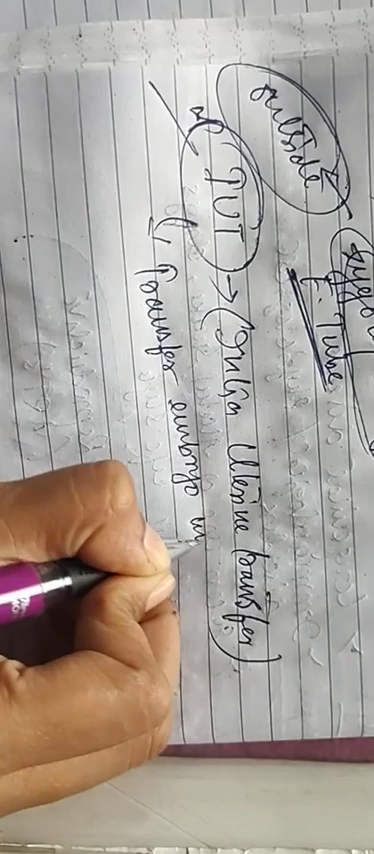 outside
F. Tube
IUT → (Intra Uterine transfer)
↳ Transfer embryo in